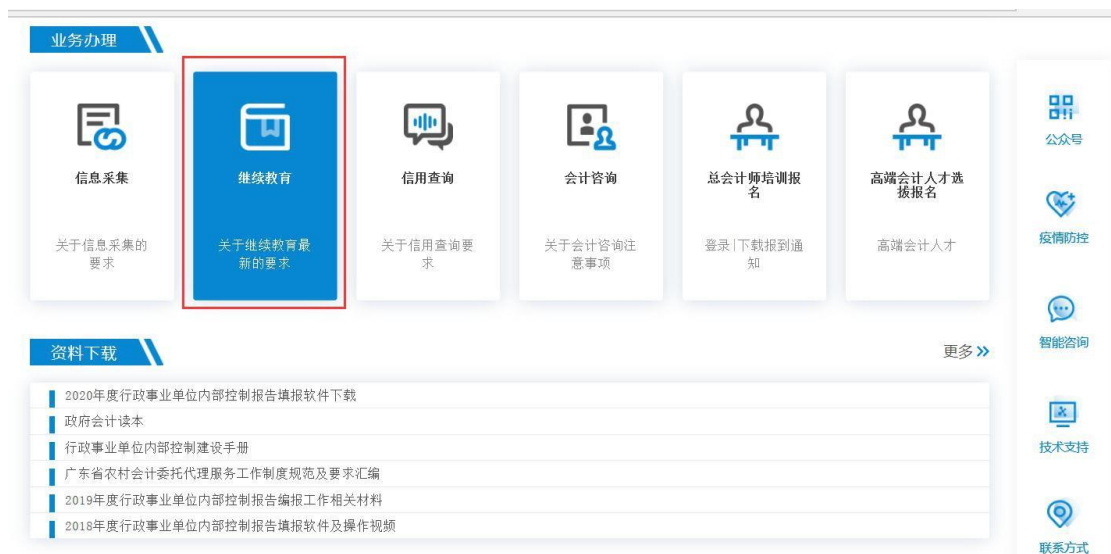 业务办理
信息采集
关于信息采集的
要求
继续教育
关于继续教育最
新的要求
信用查询
关于信用查询要
求
会计咨询
关于会计咨询注
意事项
总会计师培训报
名
登录|下载报到通
知
高端会计人才选
拔报名
高端会计人才
资料下载
更多
2020年度行政事业单位内部控制报告填报软件下载
政府会计读本
行政事业单位内部控制建设手册
广东省农村会计委托代理服务工作制度规范及要求汇编
2019年度行政事业单位内部控制报告编报工作相关材料
2018年度行政事业单位内部控制报告填报软件及操作视频
公众号
疫情防控
智能咨询
技术支持
联系方式